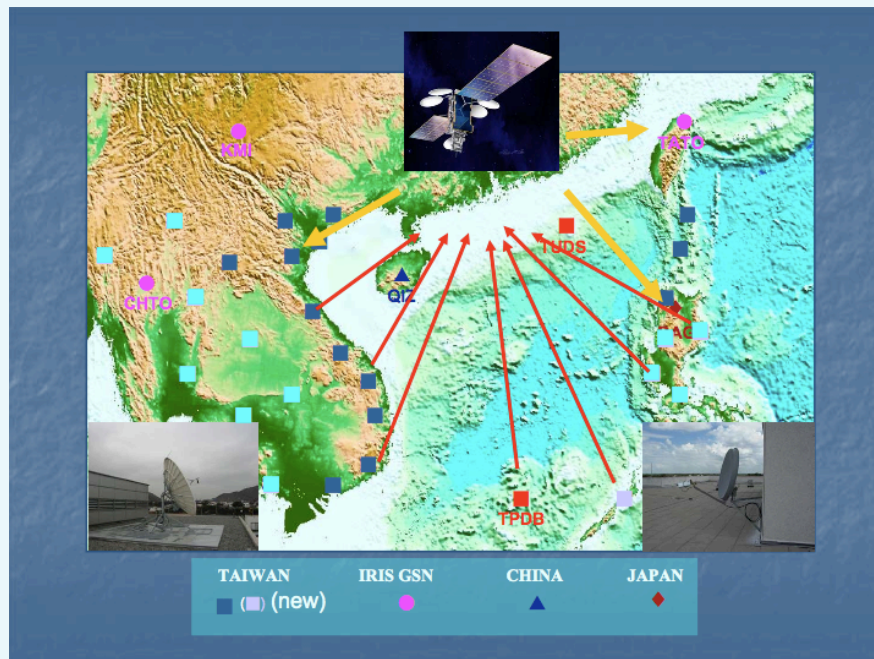 KMI
TATO
TUDS
QIZ
CHTO
TPDB
TAIWAN IRIS GSN CHINA JAPAN
( ) (new)